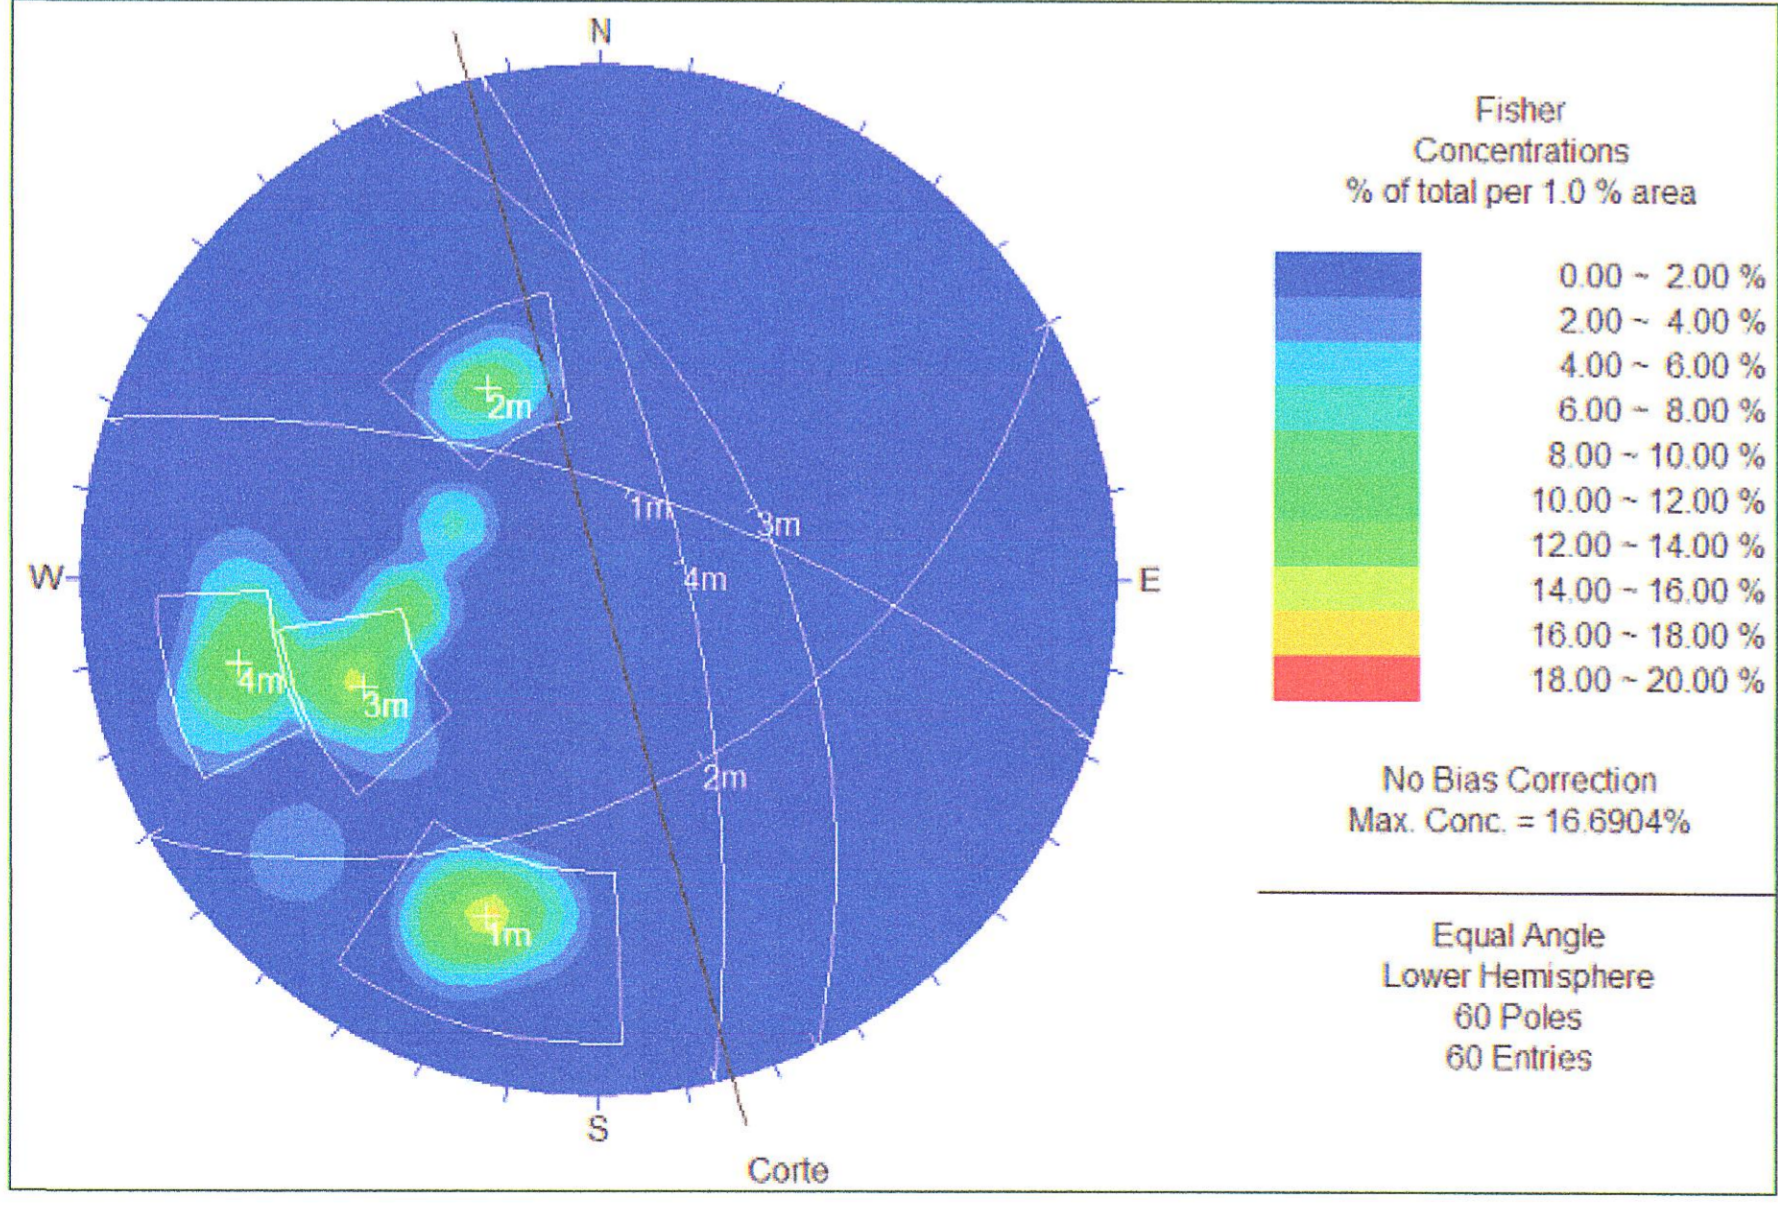 N
W
E
S
2m
1m
3m
4m
4m
3m
2m
1m
Corte
Fisher
Concentrations
% of total per 1.0 % area
0.00 ~ 2.00 %
2.00 ~ 4.00 %
4.00 ~ 6.00 %
6.00 ~ 8.00 %
8.00 ~ 10.00 %
10.00 ~ 12.00 %
12.00 ~ 14.00 %
14.00 ~ 16.00 %
16.00 ~ 18.00 %
18.00 ~ 20.00 %
No Bias Correction
Max. Conc. = 16.6904%
Equal Angle
Lower Hemisphere
60 Poles
60 Entries